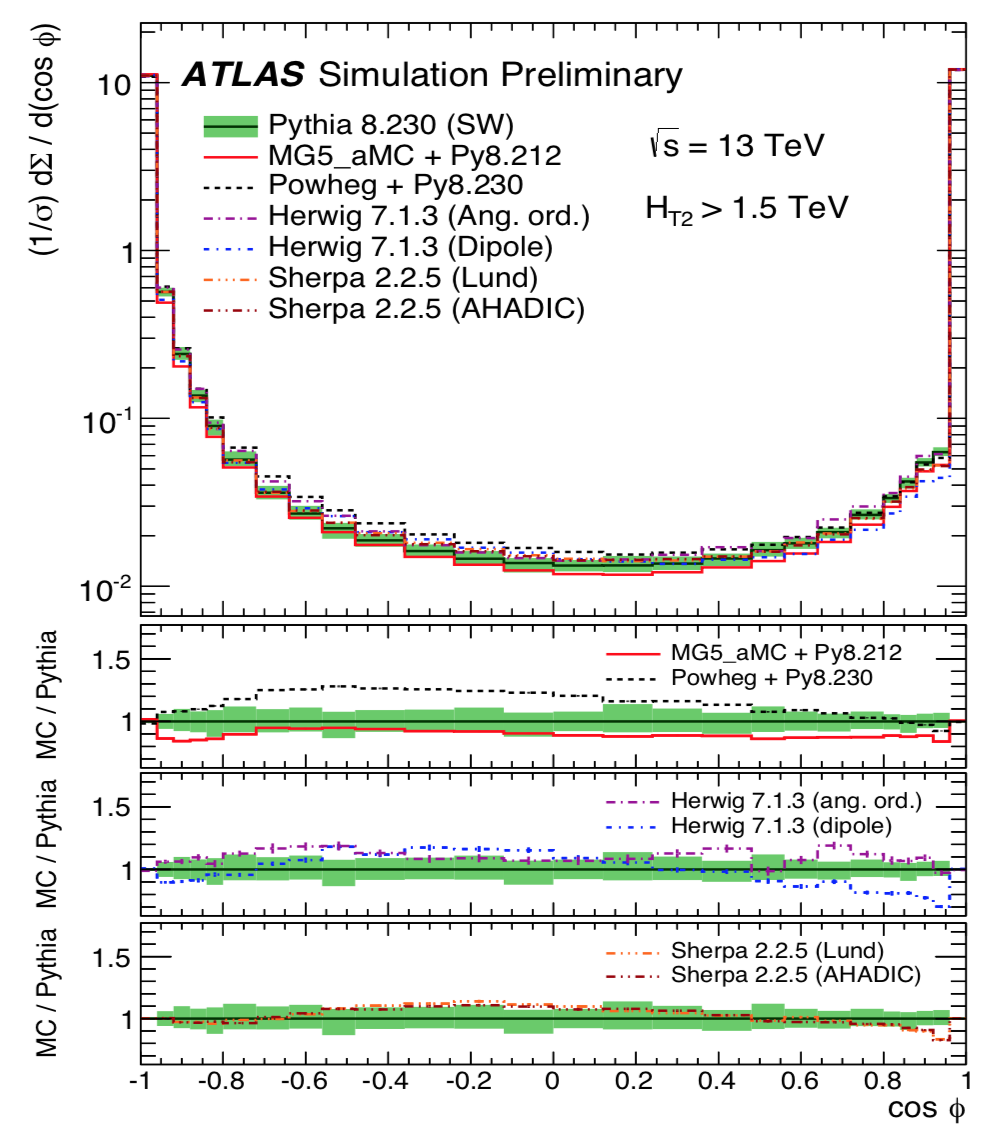 (1/σ) dΣ / d(cos ϕ)
ATLAS Simulation Preliminary
Pythia 8.230 (SW)
MG5_aMC + Py8.212
Powheg + Py8.230
Herwig 7.1.3 (Ang. ord.)
Herwig 7.1.3 (Dipole)
Sherpa 2.2.5 (Lund)
Sherpa 2.2.5 (AHADIC)
√s = 13 TeV
H_T2 > 1.5 TeV
10
1
10⁻¹
10⁻²
MC / Pythia
1.5
1
MG5_aMC + Py8.212
Powheg + Py8.230
MC / Pythia
1.5
1
Herwig 7.1.3 (ang. ord.)
Herwig 7.1.3 (dipole)
MC / Pythia
1.5
1
Sherpa 2.2.5 (Lund)
Sherpa 2.2.5 (AHADIC)
-1 -0.8 -0.6 -0.4 -0.2 0 0.2 0.4 0.6 0.8 1
cos ϕ